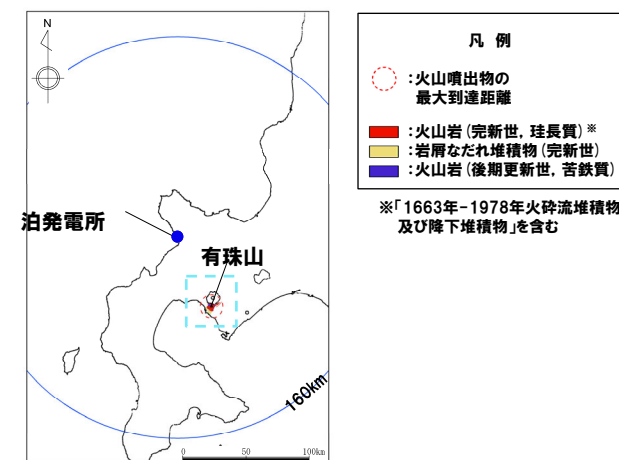 N
泊発電所
有珠山
160km
0 50 100km
凡 例
:火山噴出物の
最大到達距離
:火山岩(完新世, 珪長質)※
:岩屑なだれ堆積物(完新世)
:火山岩(後期更新世, 苦鉄質)
※「1663年-1978年火砕流堆積物
及び降下堆積物」を含む